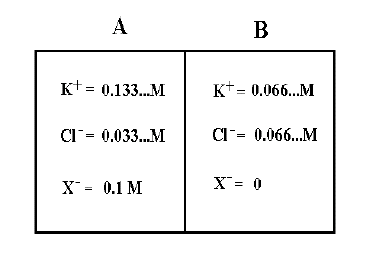 A B
K⁺ = 0.133...M K⁺ = 0.066...M
Cl⁻ = 0.033...M Cl⁻ = 0.066...M
X⁻ = 0.1 M X⁻ = 0